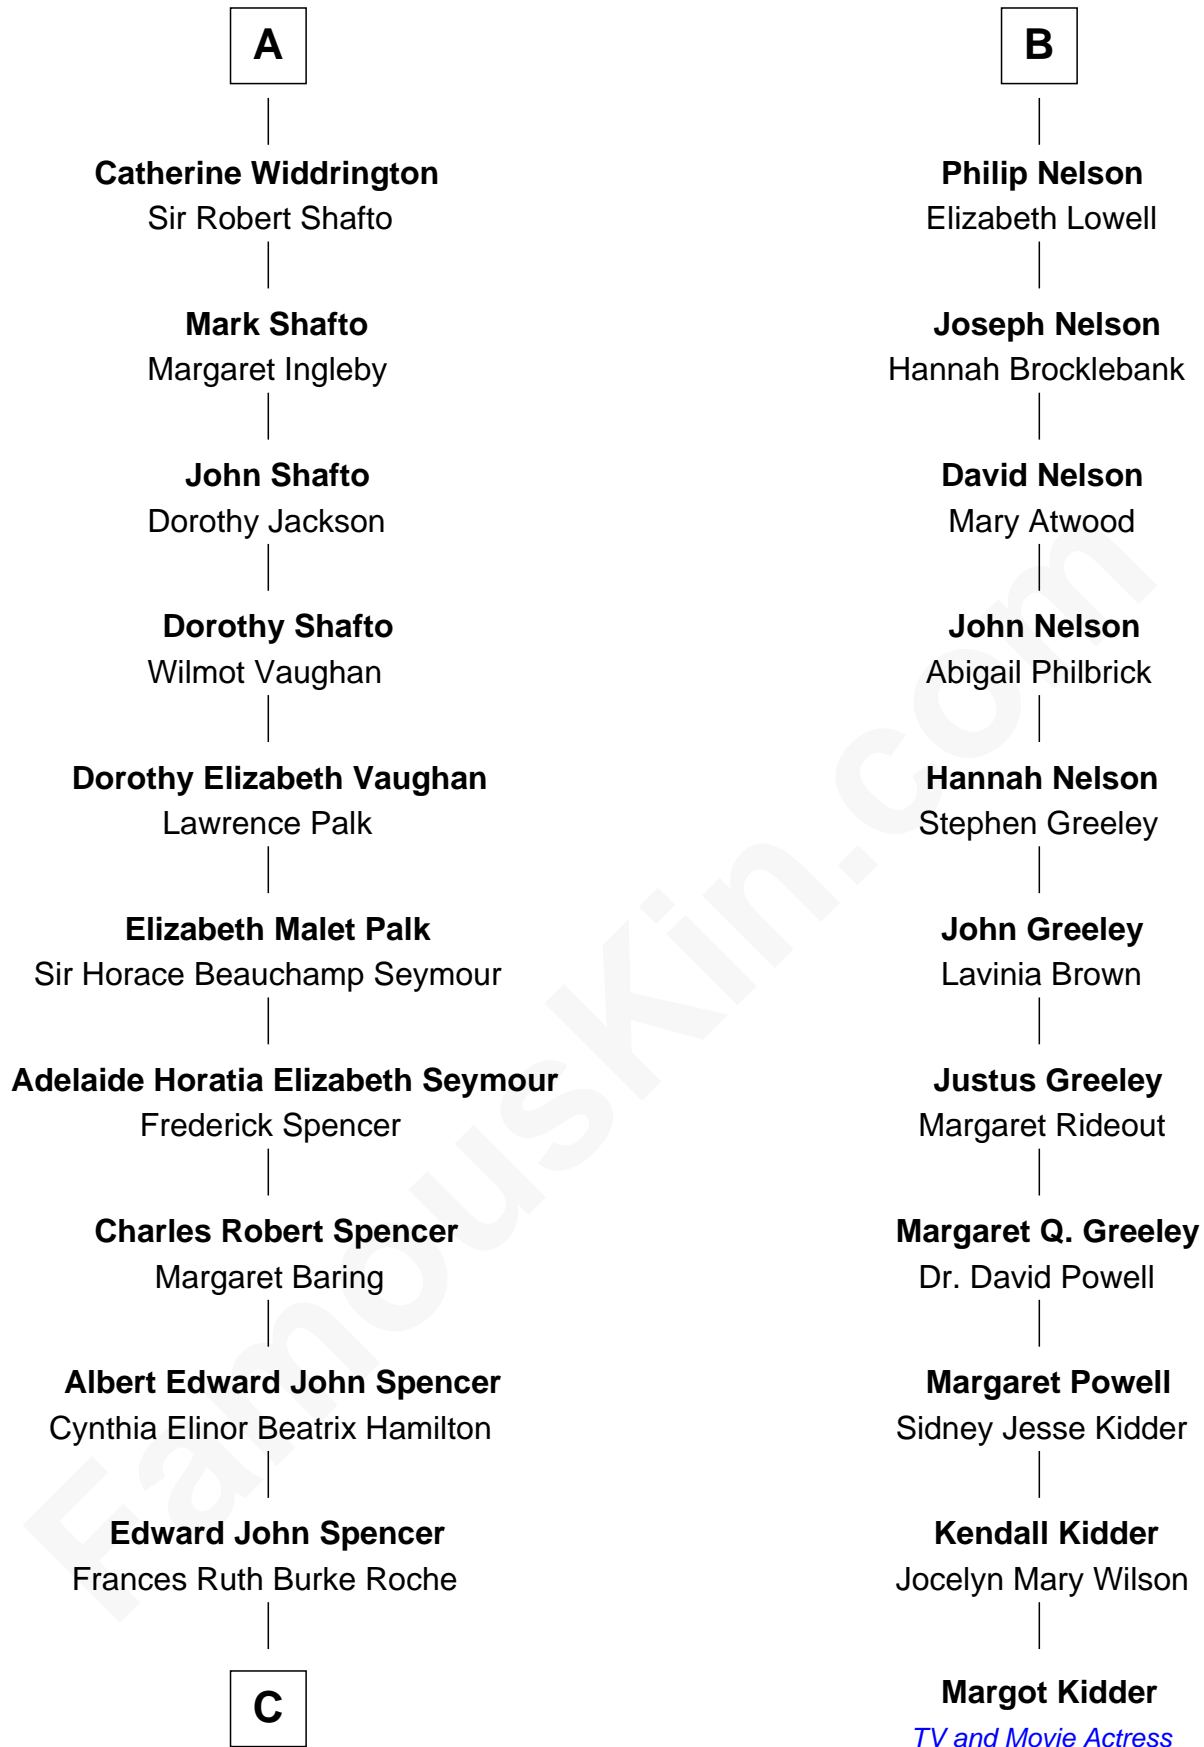 A
Catherine Widdrington
Sir Robert Shafto
Mark Shafto
Margaret Ingleby
John Shafto
Dorothy Jackson
Dorothy Shafto
Wilmot Vaughan
Dorothy Elizabeth Vaughan
Lawrence Palk
Elizabeth Malet Palk
Sir Horace Beauchamp Seymour
Adelaide Horatia Elizabeth Seymour
Frederick Spencer
Charles Robert Spencer
Margaret Baring
Albert Edward John Spencer
Cynthia Elinor Beatrix Hamilton
Edward John Spencer
Frances Ruth Burke Roche
C
B
Philip Nelson
Elizabeth Lowell
Joseph Nelson
Hannah Brocklebank
David Nelson
Mary Atwood
John Nelson
Abigail Philbrick
Hannah Nelson
Stephen Greeley
John Greeley
Lavinia Brown
Justus Greeley
Margaret Rideout
Margaret Q. Greeley
Dr. David Powell
Margaret Powell
Sidney Jesse Kidder
Kendall Kidder
Jocelyn Mary Wilson
Margot Kidder
TV and Movie Actress
FamousKin.com